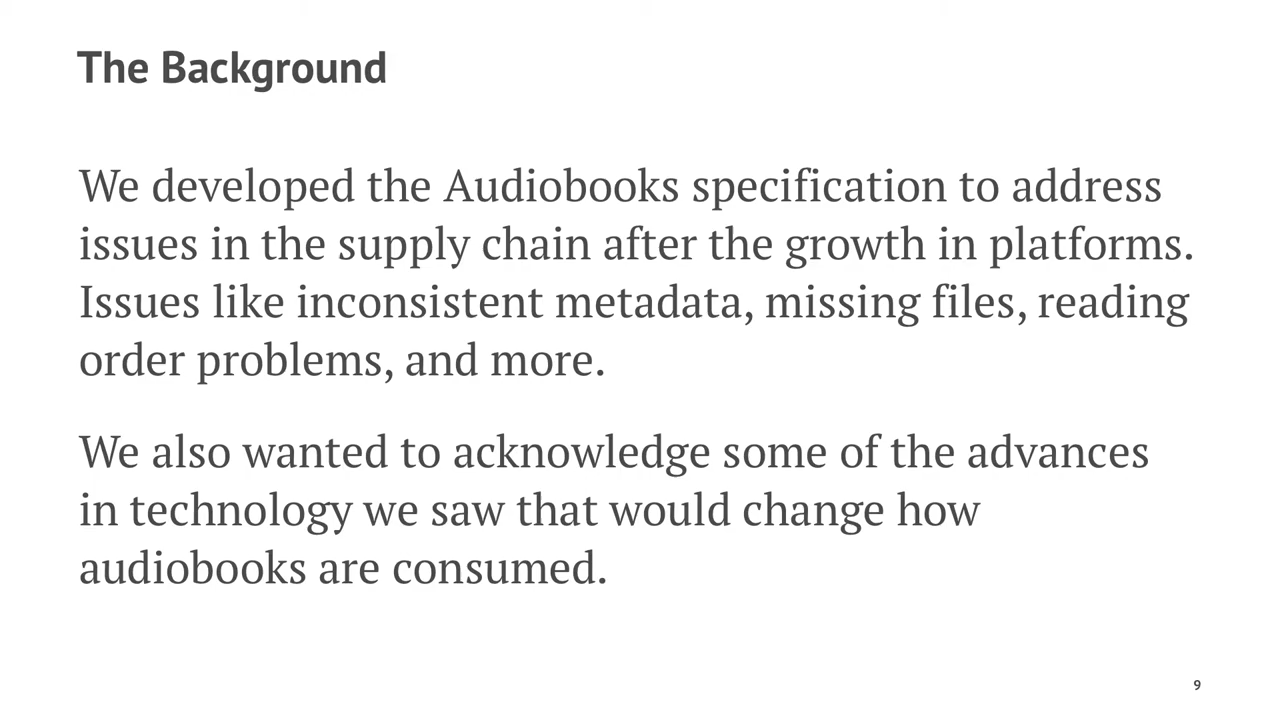 The Background
We developed the Audiobooks specification to address
issues in the supply chain after the growth in platforms.
Issues like inconsistent metadata, missing files, reading
order problems, and more.
We also wanted to acknowledge some of the advances
in technology we saw that would change how
audiobooks are consumed.
9